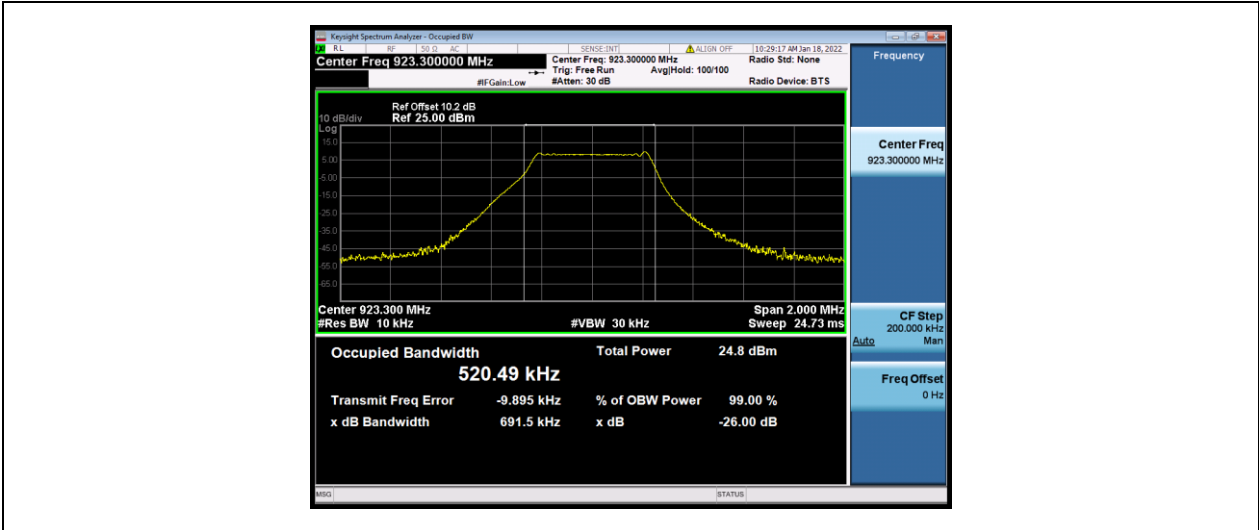 Keysight Spectrum Analyzer - Occupied BW
RL RF 50 Ω AC SENSE:INT ALIGN OFF 10:29:17 AM Jan 18, 2022
Center Freq 923.300000 MHz
Center Freq: 923.300000 MHz Radio Std: None
Trig: Free Run Avg|Hold: 100/100
#IFGain:Low #Atten: 30 dB Radio Device: BTS
Ref Offset 10.2 dB
10 dB/div Ref 25.00 dBm
Log
15.0
5.00
-5.00
-15.0
-25.0
-35.0
-45.0
-55.0
-65.0
Center 923.300 MHz Span 2.000 MHz
#Res BW 10 kHz #VBW 30 kHz Sweep 24.73 ms
Occupied Bandwidth Total Power 24.8 dBm
520.49 kHz
Transmit Freq Error -9.895 kHz % of OBW Power 99.00 %
x dB Bandwidth 691.5 kHz x dB -26.00 dB
MSG STATUS
Frequency
Center Freq
923.300000 MHz
CF Step
200.000 kHz
Auto Man
Freq Offset
0 Hz